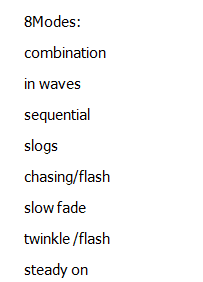 8Modes:
combination
in waves
sequential
slogs
chasing/flash
slow fade
twinkle /flash
steady on